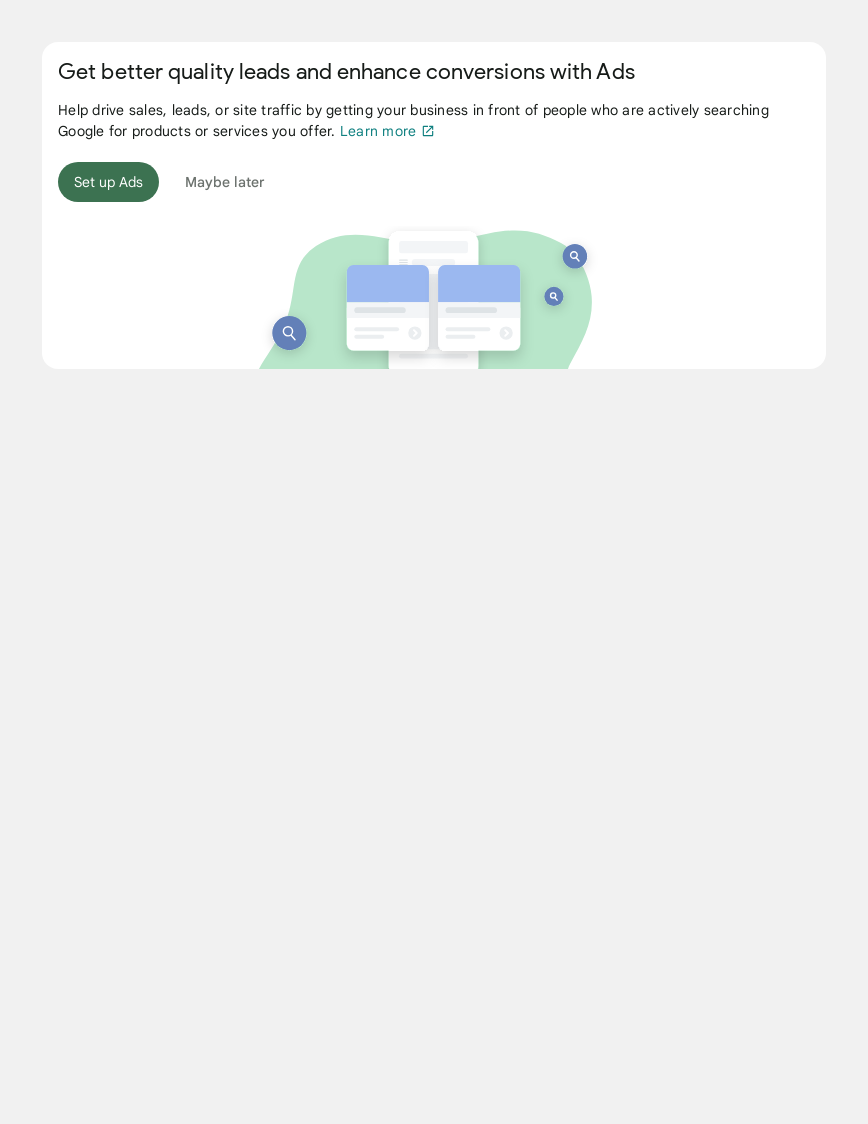 Get better quality leads and enhance conversions with Ads
Help drive sales, leads, or site traffic by getting your business in front of people who are actively searching
Google for products or services you offer. Learn more
Set up Ads
Maybe later